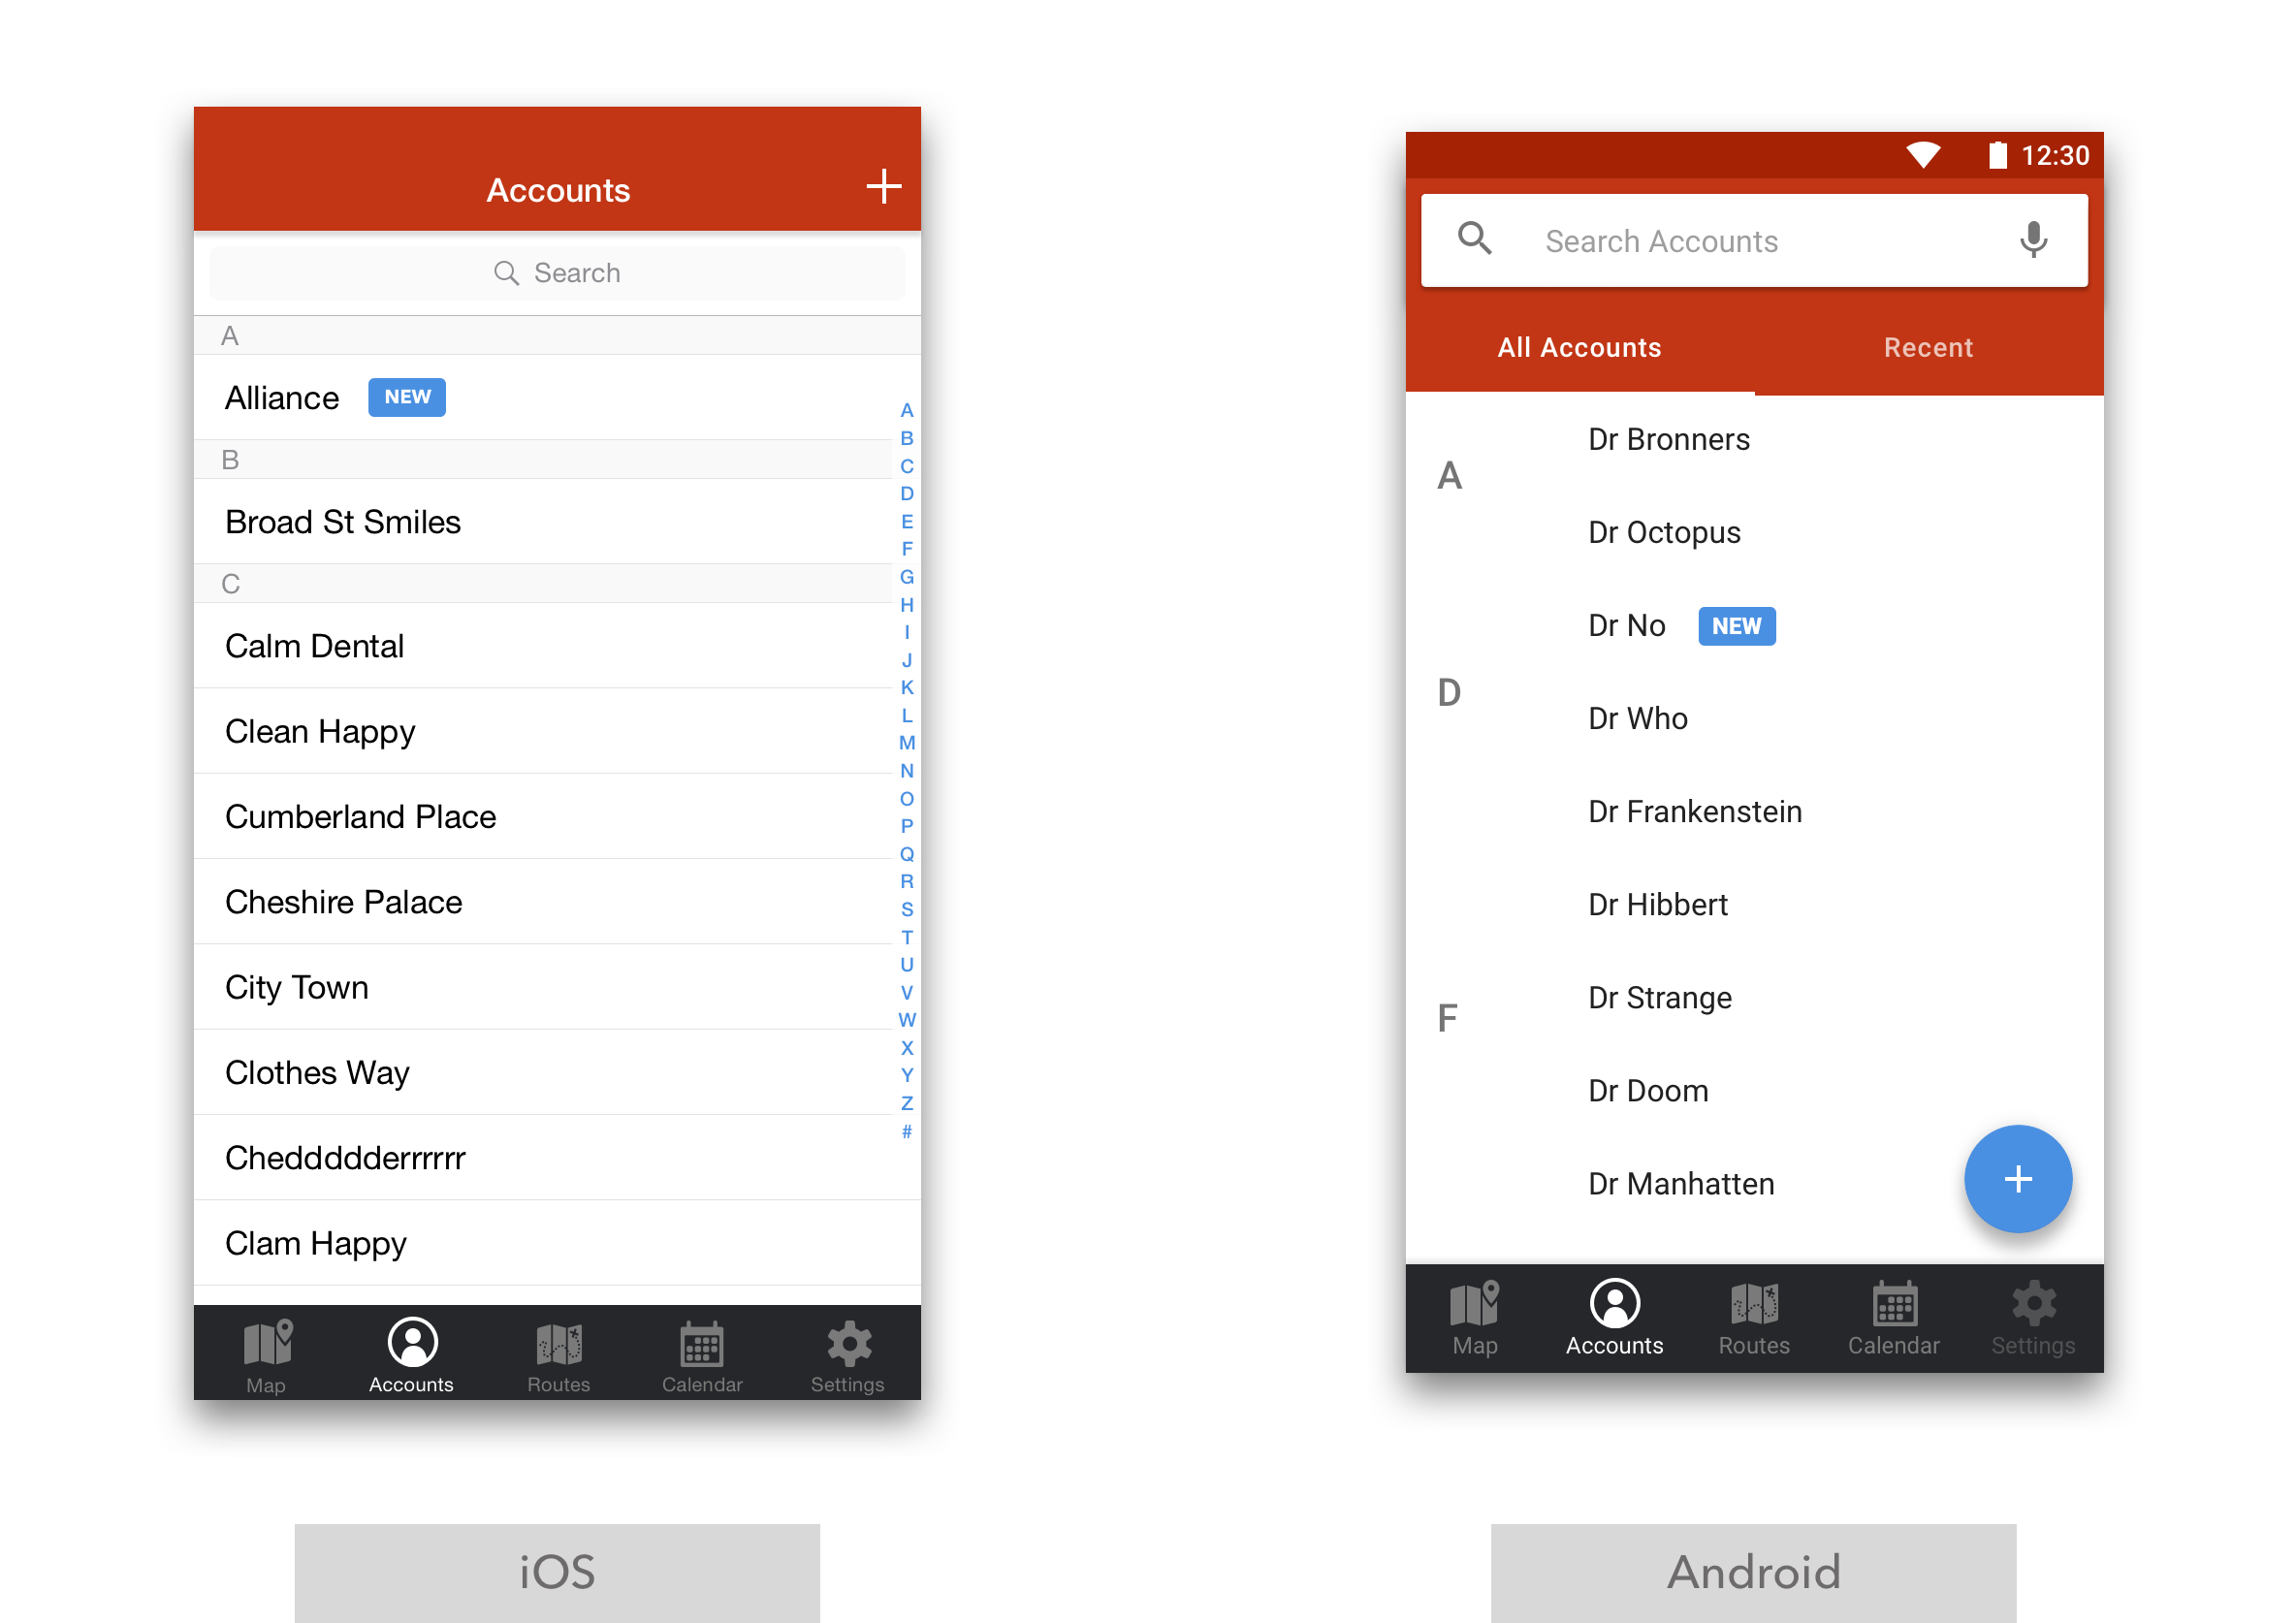 Accounts
Search
A
Alliance NEW
B
Broad St Smiles
C
Calm Dental
Clean Happy
Cumberland Place
Cheshire Palace
City Town
Clothes Way
Cheddddderrrrrr
Clam Happy
A
B
C
D
E
F
G
H
I
J
K
L
M
N
O
P
Q
R
S
T
U
V
W
X
Y
Z
#
Map Accounts Routes Calendar Settings
iOS
12:30
Search Accounts
All Accounts Recent
Dr Bronners
A
Dr Octopus
Dr No NEW
D
Dr Who
Dr Frankenstein
Dr Hibbert
Dr Strange
F
Dr Doom
Dr Manhatten
Map Accounts Routes Calendar Settings
Android